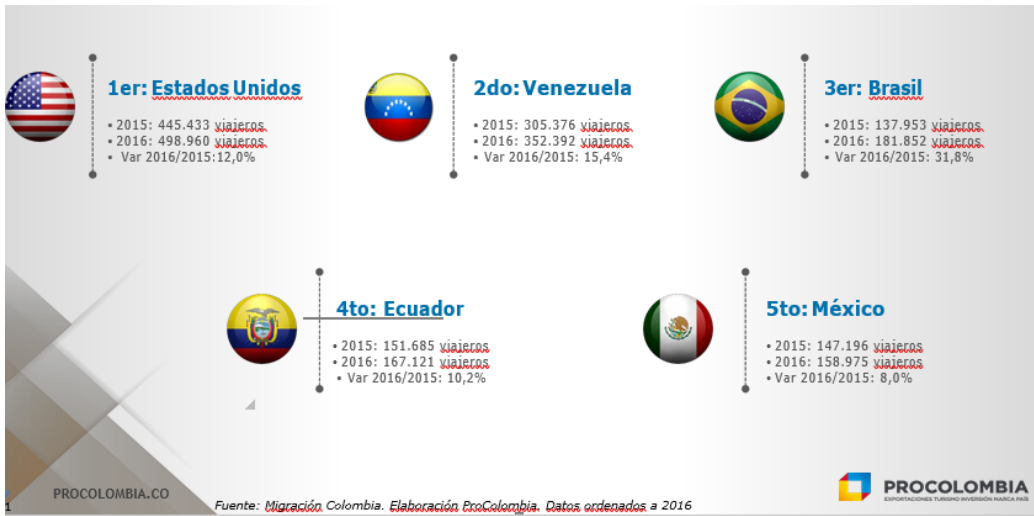 1er: Estados Unidos
• 2015: 445.433 viajeros
• 2016: 498.960 viajeros
• Var 2016/2015:12,0%
2do: Venezuela
• 2015: 305.376 viajeros
• 2016: 352.392 viajeros
• Var 2016/2015: 15,4%
3er: Brasil
• 2015: 137.953 viajeros
• 2016: 181.852 viajeros
• Var 2016/2015: 31,8%
4to: Ecuador
• 2015: 151.685 viajeros
• 2016: 167.121 viajeros
• Var 2016/2015: 10,2%
5to: México
• 2015: 147.196 viajeros
• 2016: 158.975 viajeros
• Var 2016/2015: 8,0%
PROCOLOMBIA.CO
1
Fuente: Migración Colombia. Elaboración ProColombia. Datos ordenados a 2016
PROCOLOMBIA
EXPORTACIONES TURISMO INVERSIÓN MARCA PAÍS